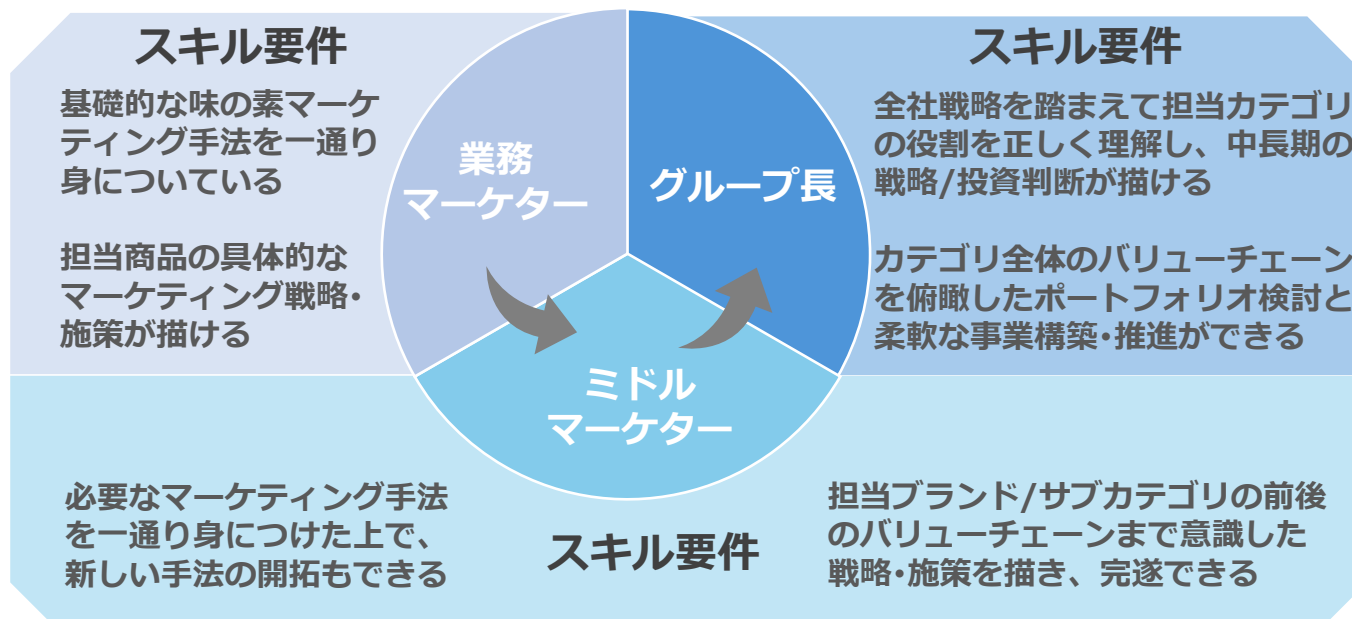 スキル要件
基礎的な味の素マーケ
ティング手法を一通り
身についている
担当商品の具体的な
マーケティング戦略・
施策が描ける
業務
マーケター
グループ長
スキル要件
全社戦略を踏まえて担当カテゴリ
の役割を正しく理解し、中長期の
戦略/投資判断が描ける
カテゴリ全体のバリューチェーン
を俯瞰したポートフォリオ検討と
柔軟な事業構築・推進ができる
ミドル
マーケター
必要なマーケティング手法
を一通り身につけた上で、
新しい手法の開拓もできる
スキル要件
担当ブランド/サブカテゴリの前後
のバリューチェーンまで意識した
戦略・施策を描き、完遂できる